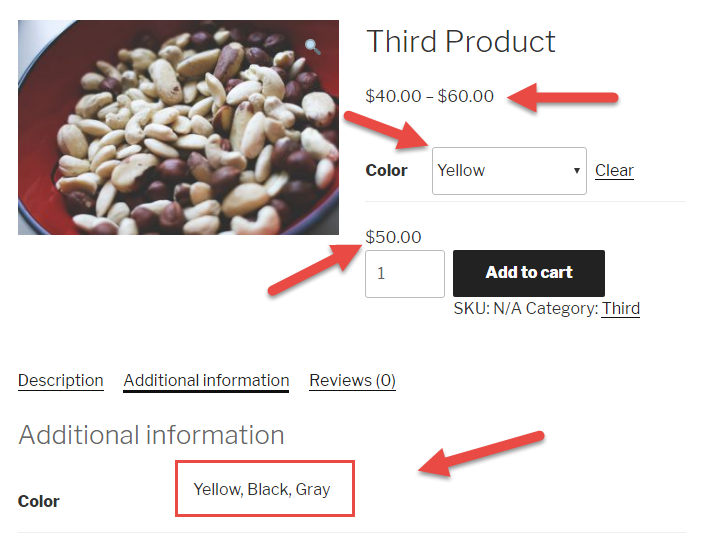 Third Product
$40.00 – $60.00
Color Yellow Clear
$50.00
1 Add to cart
SKU: N/A Category: Third
Description Additional information Reviews (0)
Additional information
Color Yellow, Black, Gray